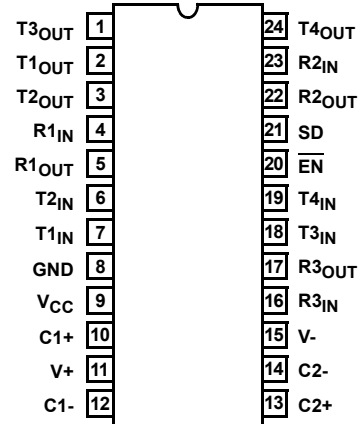 T3OUT 1 24 T4OUT
T1OUT 2 23 R2IN
T2OUT 3 22 R2OUT
R1IN 4 21 SD
R1OUT 5 20 E̅N̅
T2IN 6 19 T4IN
T1IN 7 18 T3IN
GND 8 17 R3OUT
VCC 9 16 R3IN
C1+ 10 15 V-
V+ 11 14 C2-
C1- 12 13 C2+